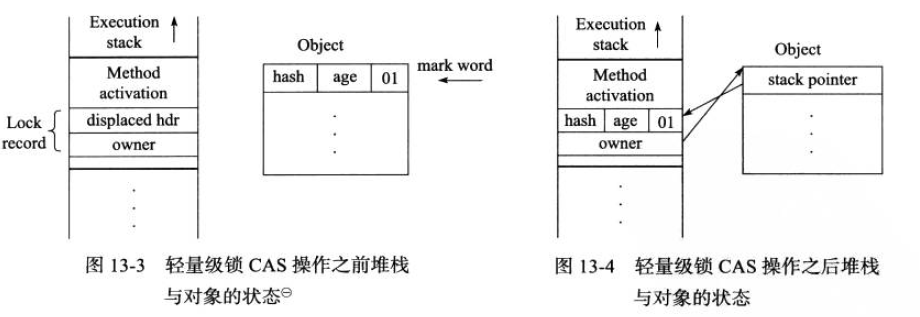 Execution
stack
Method
activation
Lock
record
displaced hdr
owner
Object
hash age 01
mark word
图 13-3 轻量级锁 CAS 操作之前堆栈
与对象的状态㊀
Execution
stack
Method
activation
hash age 01
owner
Object
stack pointer
图 13-4 轻量级锁 CAS 操作之后堆栈
与对象的状态